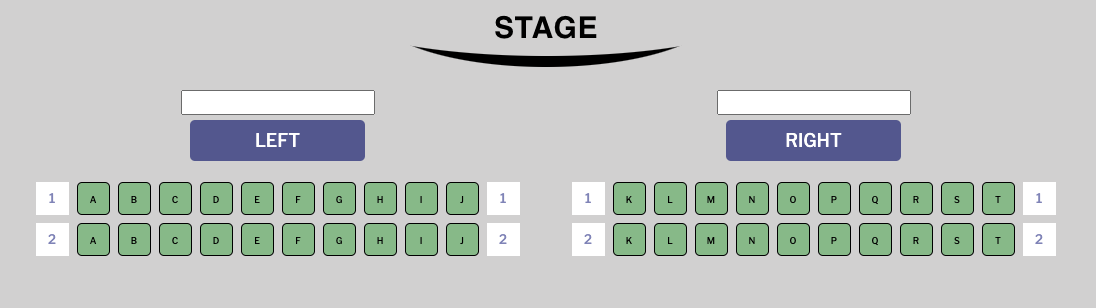 STAGE
LEFT RIGHT
1 A B C D E F G H I J 1 1 K L M N O P Q R S T 1
2 A B C D E F G H I J 2 2 K L M N O P Q R S T 2